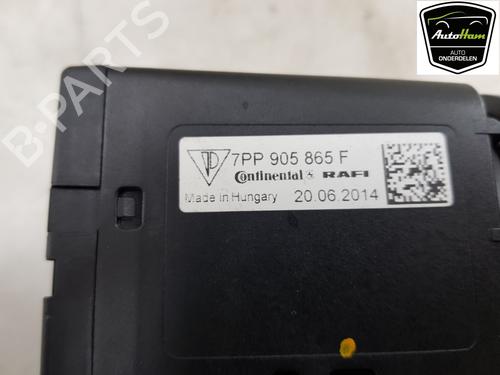 AutoHam
AUTO
ONDERDELEN
B-PARTS
7PP 905 865 F
Continental RAFI
Made in Hungary 20.06.2014